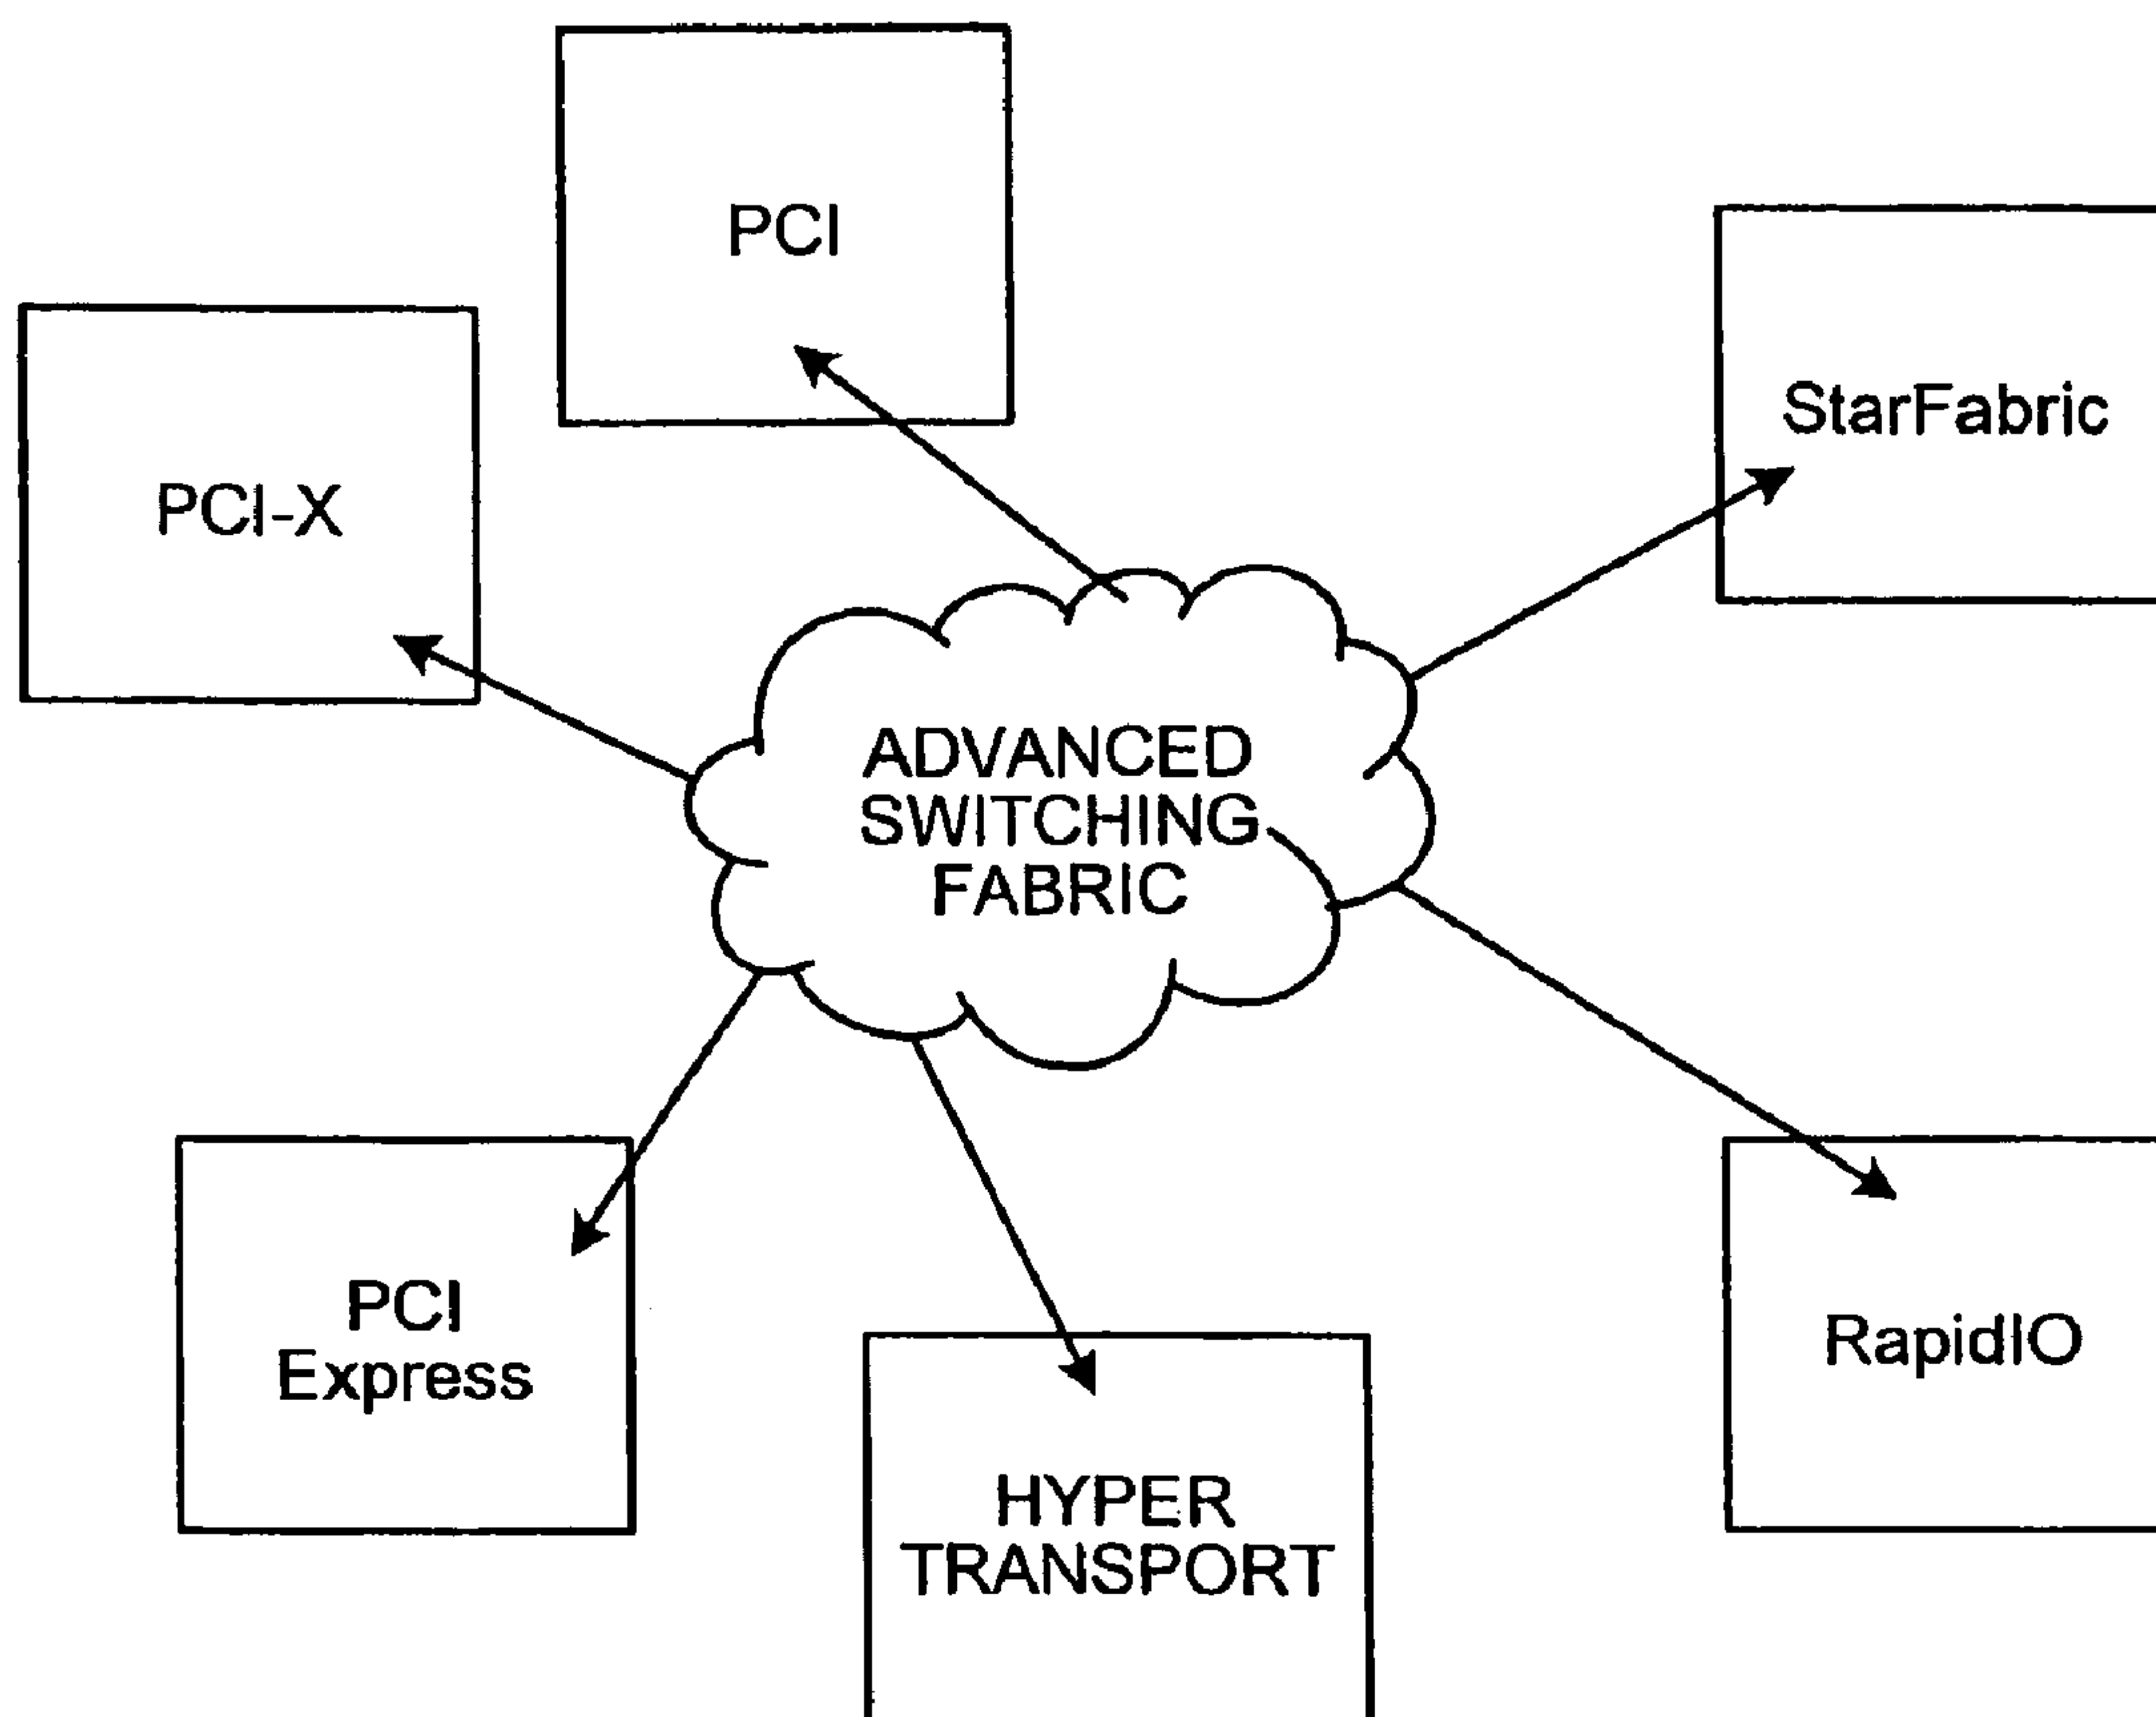 PCI
StarFabric
PCI-X
ADVANCED
SWITCHING
FABRIC
PCI
Express
RapidIO
HYPER
TRANSPORT